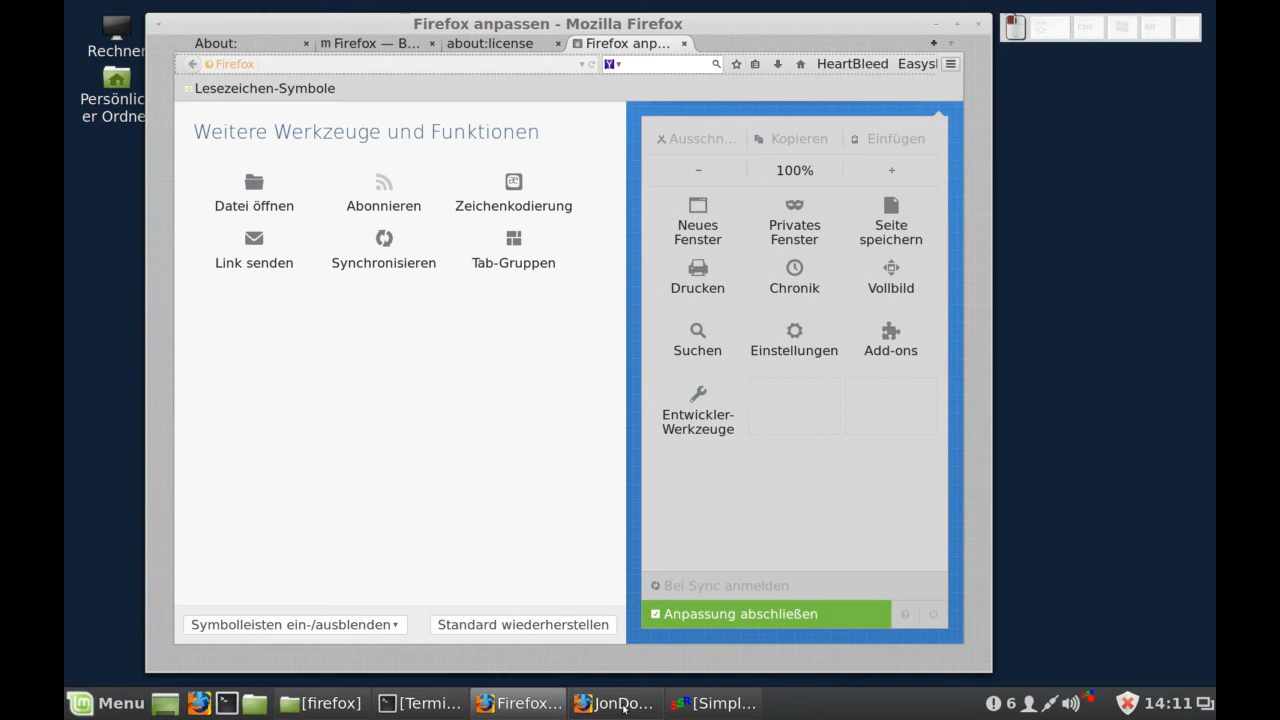 Firefox anpassen - Mozilla Firefox
Rechner
Persönlic
er Ordne
About:
m Firefox — B...
about:license
Firefox anp...
Firefox
HeartBleed
Easys
Lesezeichen-Symbole
Weitere Werkzeuge und Funktionen
Datei öffnen
Abonnieren
Zeichenkodierung
Link senden
Synchronisieren
Tab-Gruppen
Ausschn...
Kopieren
Einfügen
−
100%
+
Neues
Fenster
Privates
Fenster
Seite
speichern
Drucken
Chronik
Vollbild
Suchen
Einstellungen
Add-ons
Entwickler-
Werkzeuge
Bei Sync anmelden
Anpassung abschließen
Symbolleisten ein-/ausblenden
Standard wiederherstellen
Ctrl
Alt
Menu
[firefox]
[Termi...
Firefox...
JonDo...
[Simpl...
6
14:11